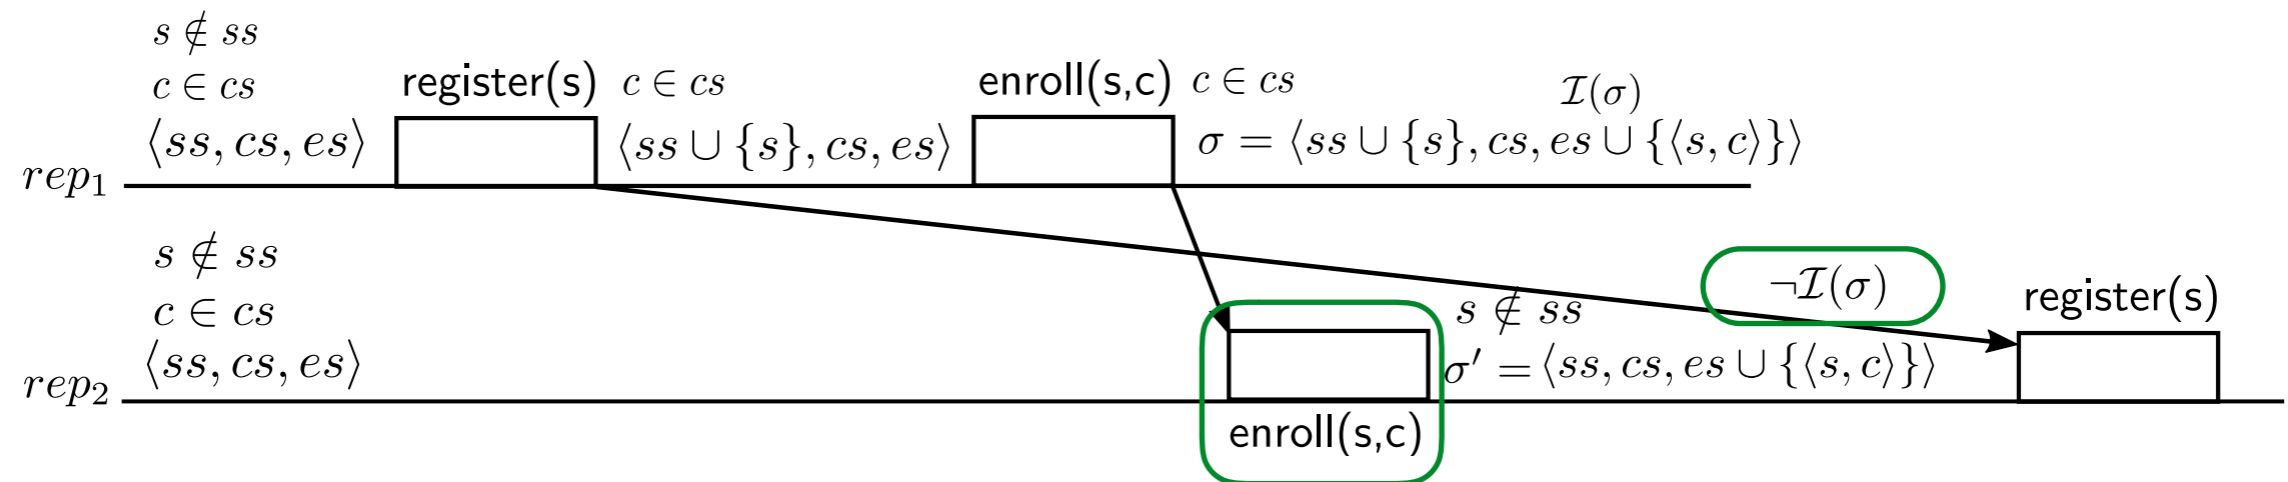 s ∉ ss
c ∈ cs
⟨ss, cs, es⟩
register(s)
c ∈ cs
⟨ss ∪ {s}, cs, es⟩
enroll(s,c)
c ∈ cs
I(σ)
σ = ⟨ss ∪ {s}, cs, es ∪ {⟨s, c⟩}⟩
rep₁
s ∉ ss
c ∈ cs
⟨ss, cs, es⟩
rep₂
enroll(s,c)
s ∉ ss
σ′ = ⟨ss, cs, es ∪ {⟨s, c⟩}⟩
¬I(σ)
register(s)